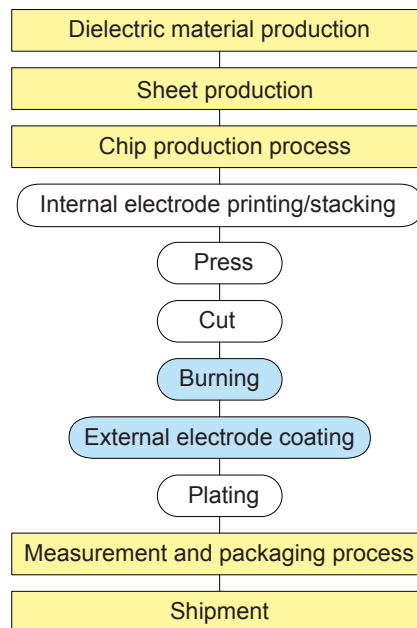 Dielectric material production
Sheet production
Chip production process
Internal electrode printing/stacking
Press
Cut
Burning
External electrode coating
Plating
Measurement and packaging process
Shipment